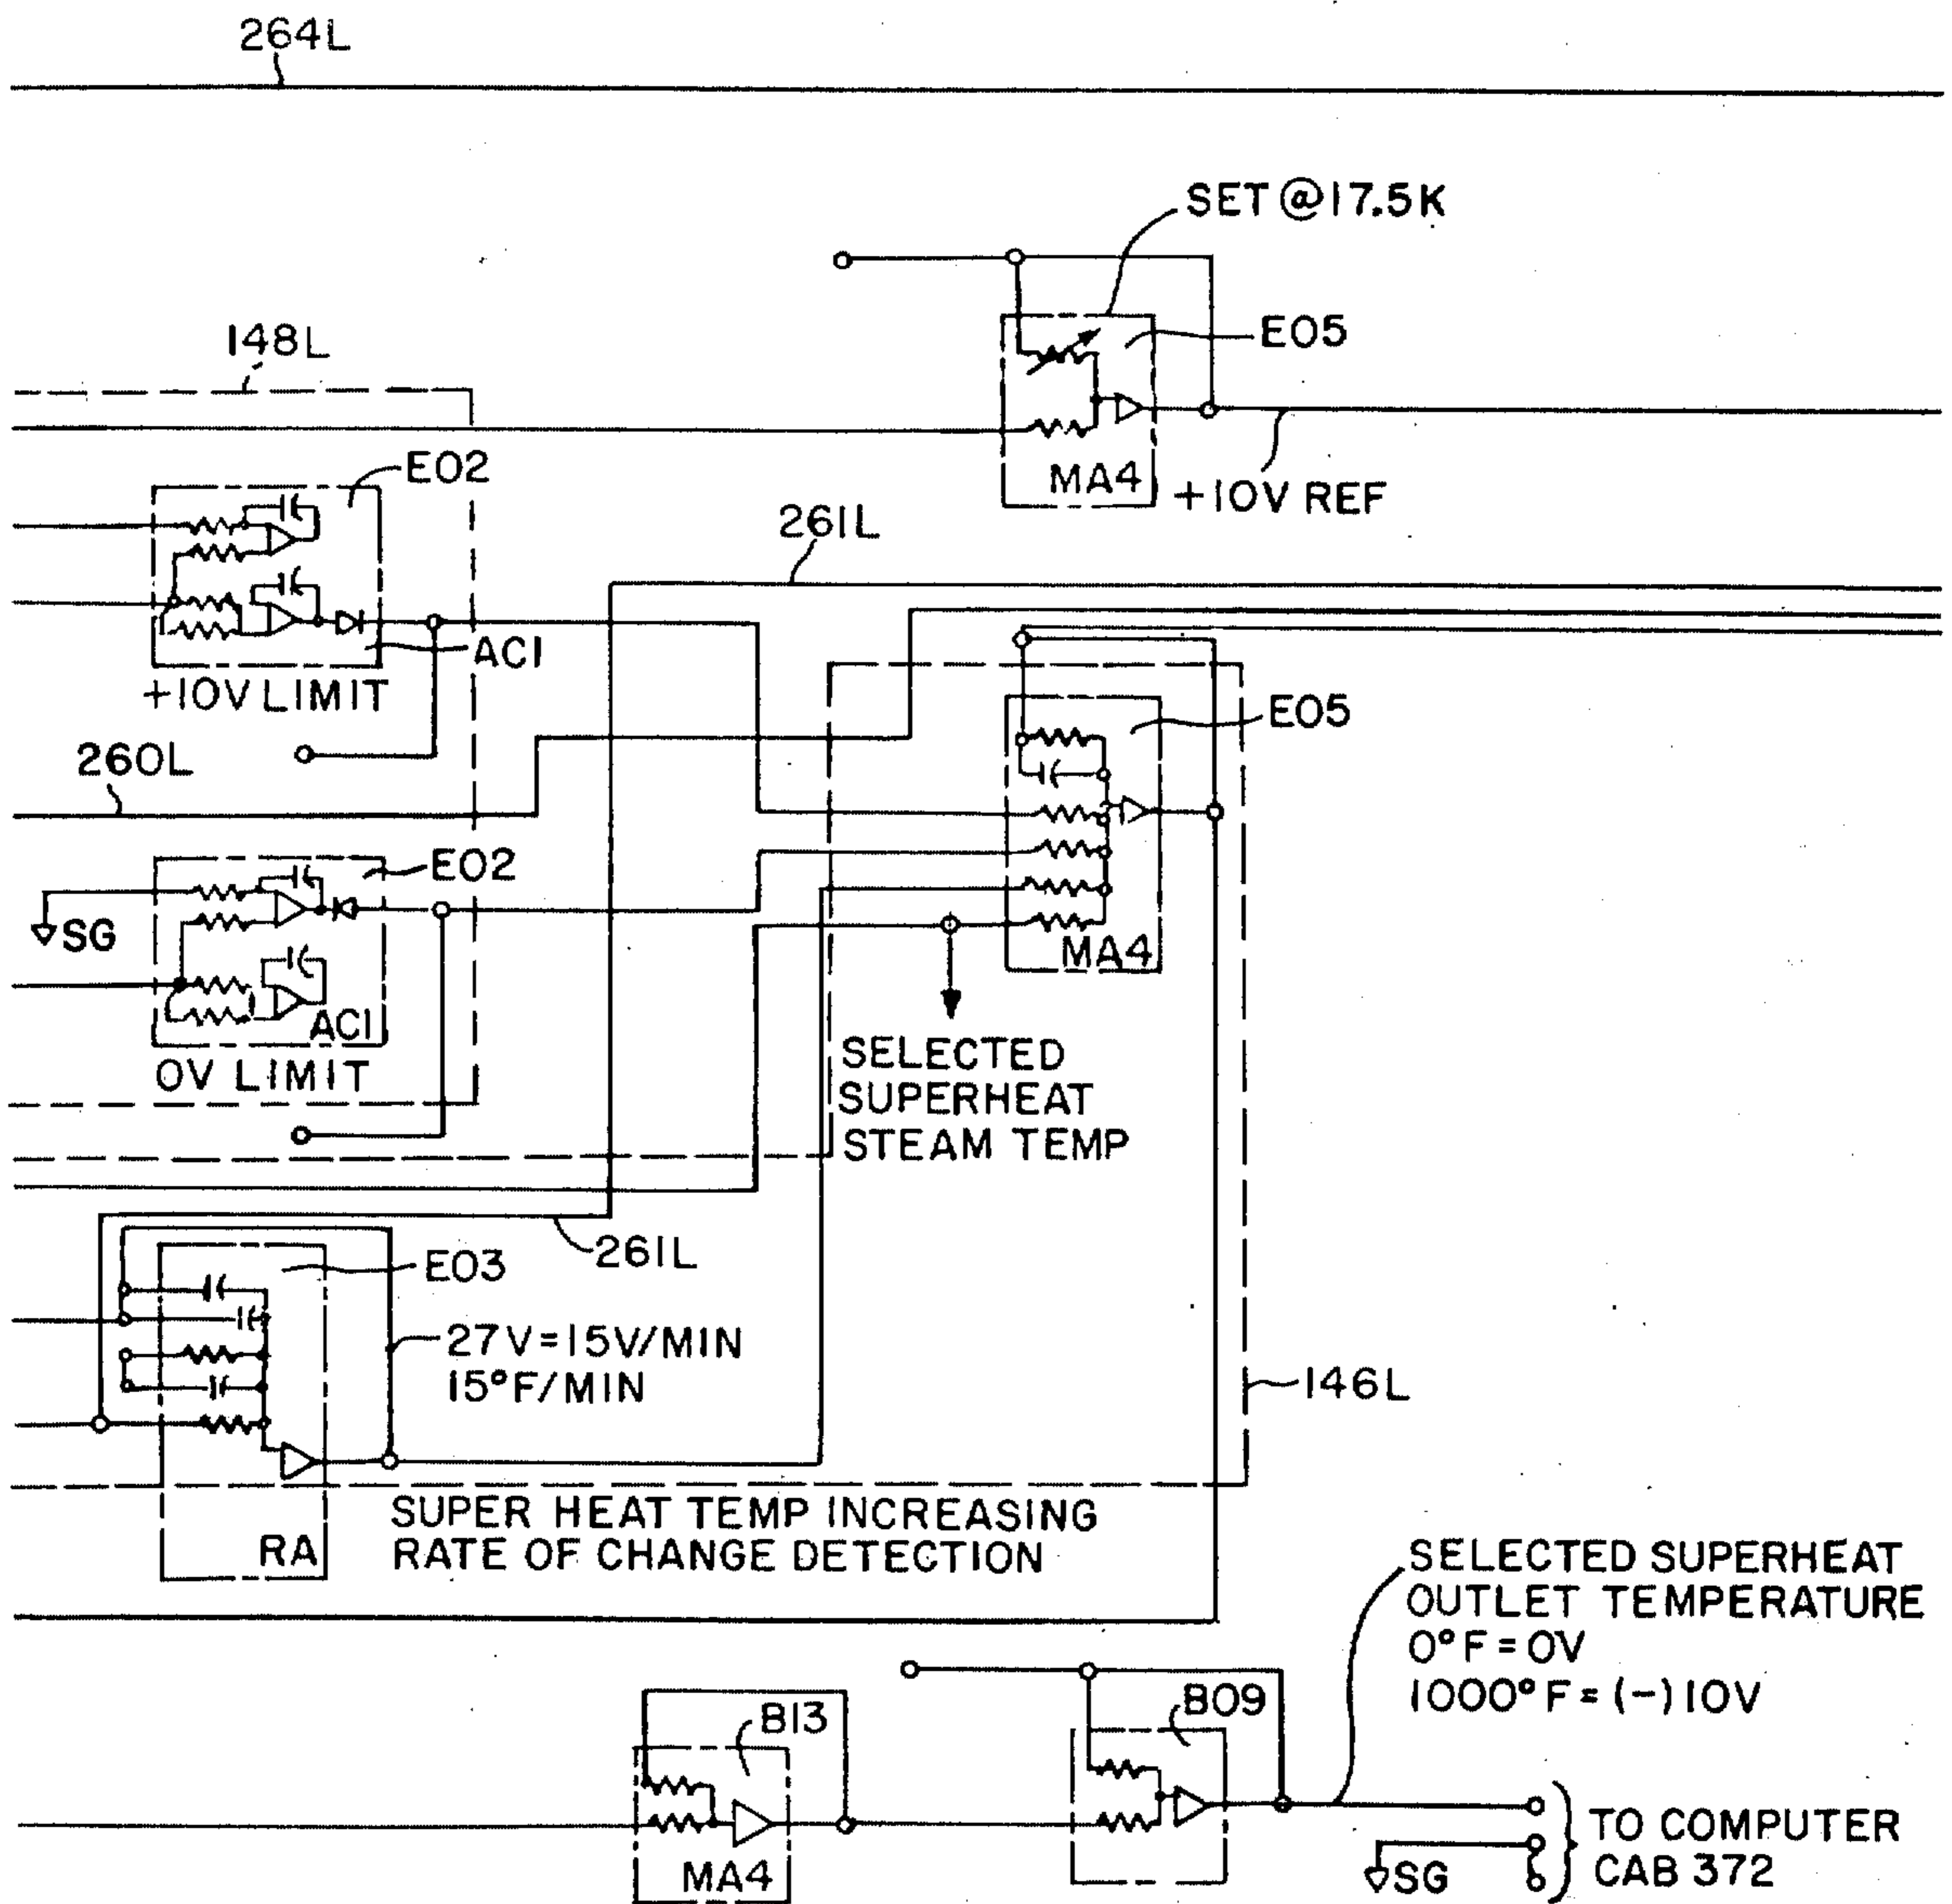 264L
SET @ 17.5K
148L
E05
E02
MA4
+10V REF
261L
AC1
+10V LIMIT
E05
260L
E02
SG
MA4
AC1
0V LIMIT
SELECTED
SUPERHEAT
STEAM TEMP
261L
E03
27V=15V/MIN
15°F/MIN
146L
SUPER HEAT TEMP INCREASING
RATE OF CHANGE DETECTION
RA
SELECTED SUPERHEAT
OUTLET TEMPERATURE
0°F = 0V
1000°F = (-) 10V
B13
B09
MA4
SG
TO COMPUTER
CAB 372